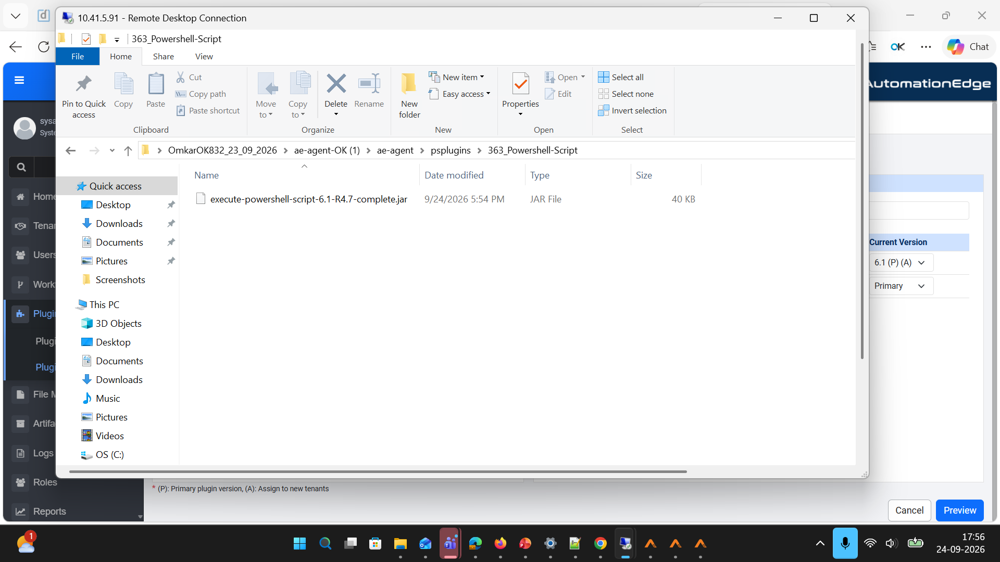 10.41.5.91 - Remote Desktop Connection
363_Powershell-Script
File
Home
Share
View
Pin to Quick
access
Copy
Paste
Cut
Copy path
Paste shortcut
Clipboard
Move
to
Copy
to
Delete
Rename
Organize
New
folder
New item
Easy access
New
Properties
Open
Edit
Open
Select all
Select none
Invert selection
Select
OmkarOK832_23_09_2026 > ae-agent-OK (1) > ae-agent > psplugins > 363_Powershell-Script
Name
Date modified
Type
Size
execute-powershell-script-6.1-R4.7-complete.jar
9/24/2026 5:54 PM
JAR File
40 KB
Quick access
Desktop
Downloads
Documents
Pictures
Screenshots
This PC
3D Objects
Desktop
Documents
Downloads
Music
Pictures
Videos
OS (C:)
Chat
OK
AutomationEdge
sysa
Syste
Home
Tenan
Users
Work
Plugi
Plugi
Plugi
File M
Artifa
Logs
Roles
Reports
Current Version
6.1 (P) (A)
Primary
* (P): Primary plugin version, (A): Assign to new tenants
Cancel
Preview
1
17:56
24-09-2026